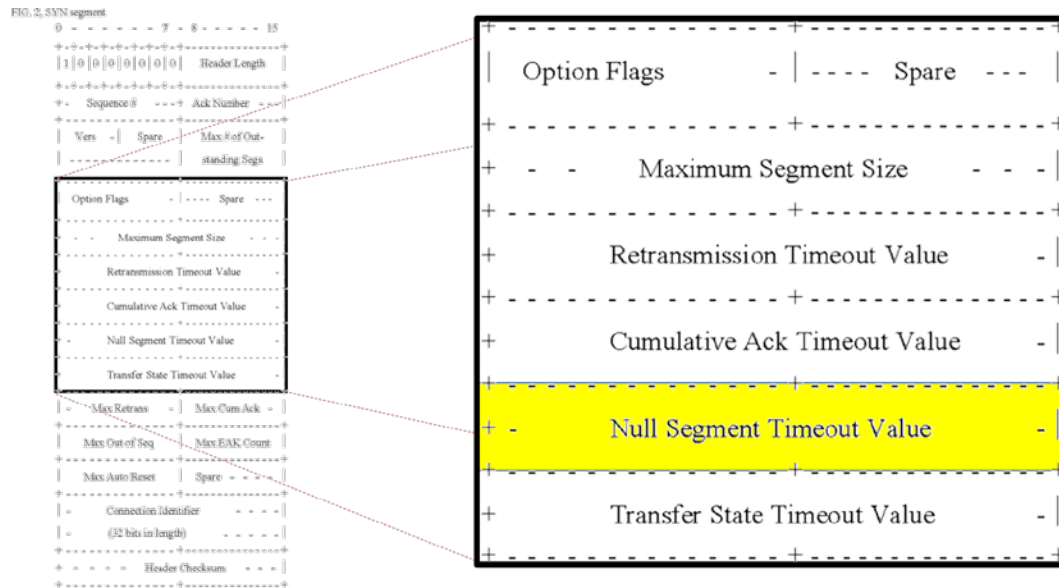 FIG. 2, SYN segment
0 - - - - - - 7 - 8 - - - - - 15
|1|0|0|0|0|0|0|0| Header Length |
+ - Sequence # - - - + Ack Number - - - |
| Vers - | Spare | Max # of Out- |
| - - - - - - - - - - - - | standing Segs |
| Option Flags - | - - - - Spare - - - |
+ - - Maximum Segment Size - - - |
+ Retransmission Timeout Value - |
+ Cumulative Ack Timeout Value - |
+ - Null Segment Timeout Value - |
+ Transfer State Timeout Value - |
| - Max Retrans | Max Cum Ack - |
| Max Out of Seq | Max EAK Count |
| Max Auto Reset | Spare - - - - - |
| - Connection Identifier - - - - |
| - (32 bits in length) - - - - |
+ - - - - Header Checksum - - - - |
| Option Flags - | - - - - Spare - - - |
| - - Maximum Segment Size - - - |
+ Retransmission Timeout Value - |
+ Cumulative Ack Timeout Value - |
+ - Null Segment Timeout Value - |
+ Transfer State Timeout Value - |